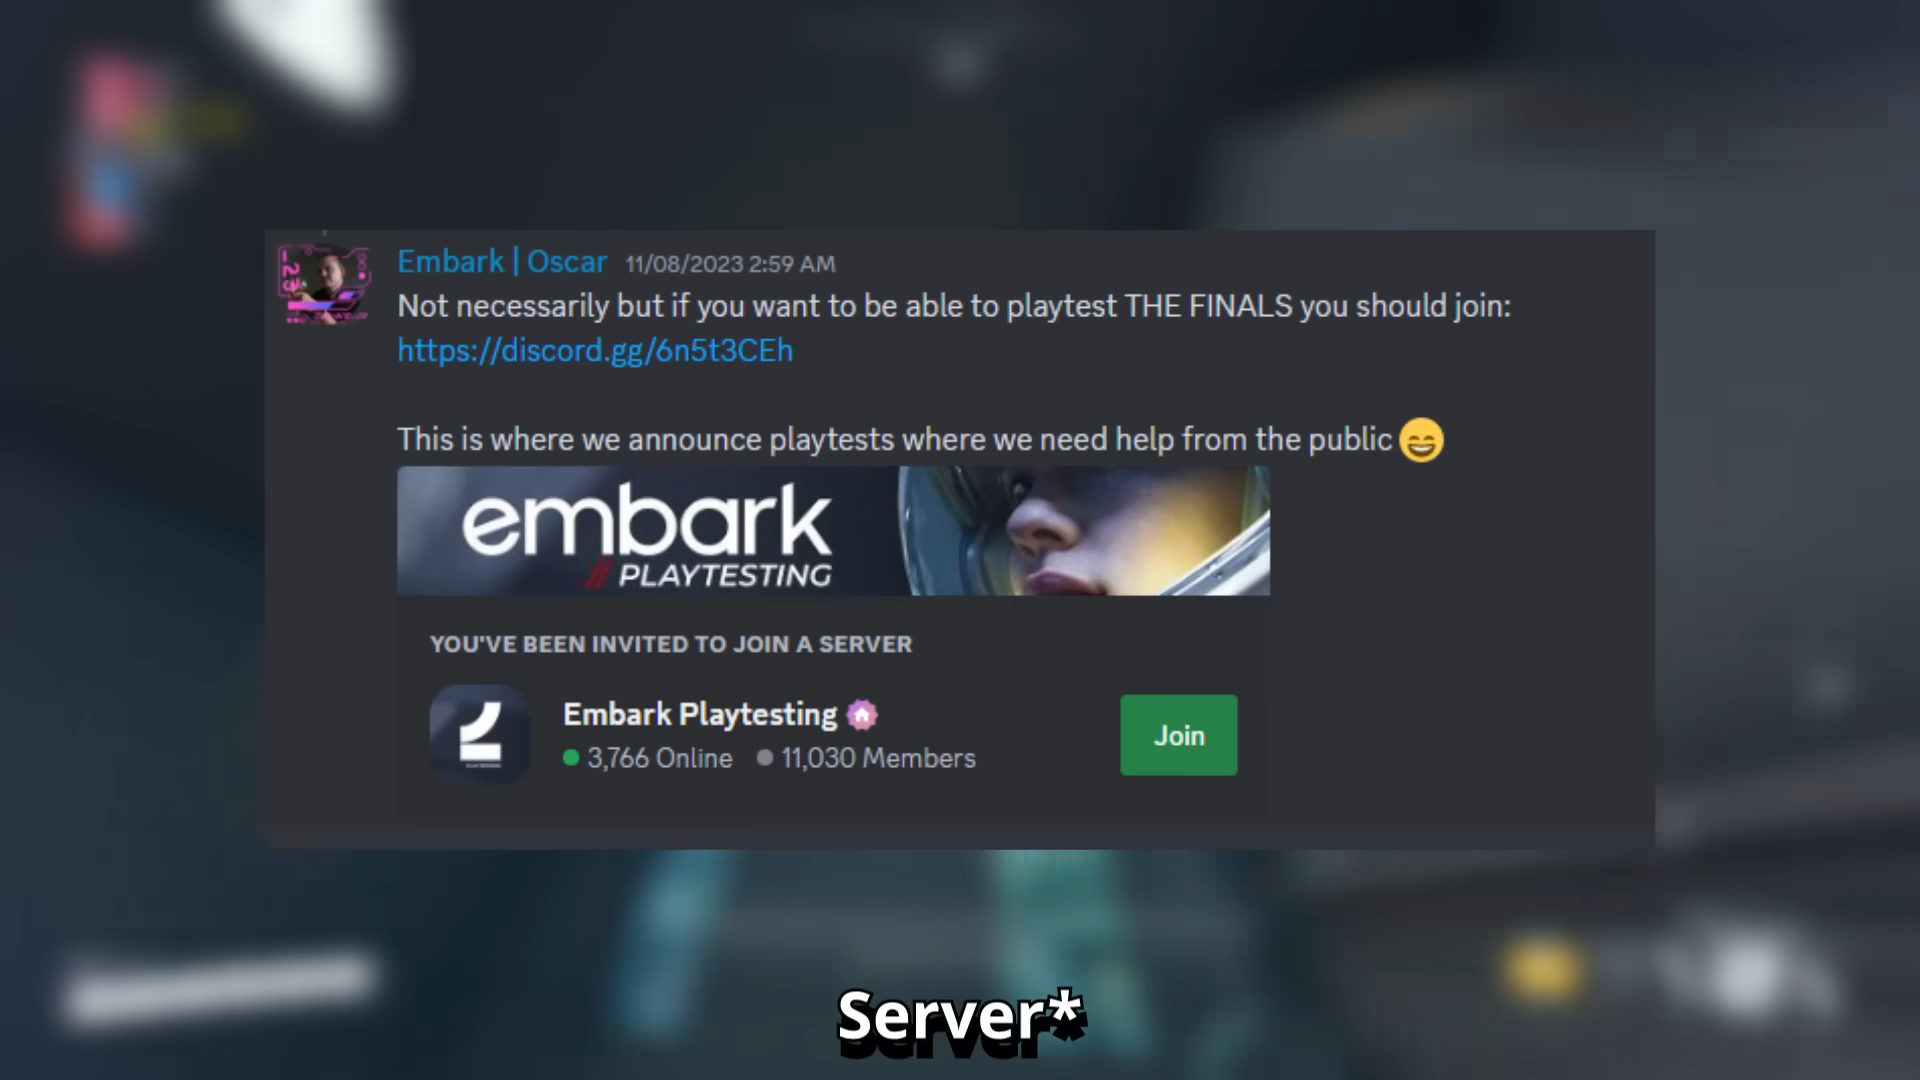 Embark | Oscar 11/08/2023 2:59 AM
Not necessarily but if you want to be able to playtest THE FINALS you should join:
https://discord.gg/6n5t3CEh
This is where we announce playtests where we need help from the public 😄
embark
// PLAYTESTING
YOU'VE BEEN INVITED TO JOIN A SERVER
Embark Playtesting
3,766 Online 11,030 Members
Join
Server*